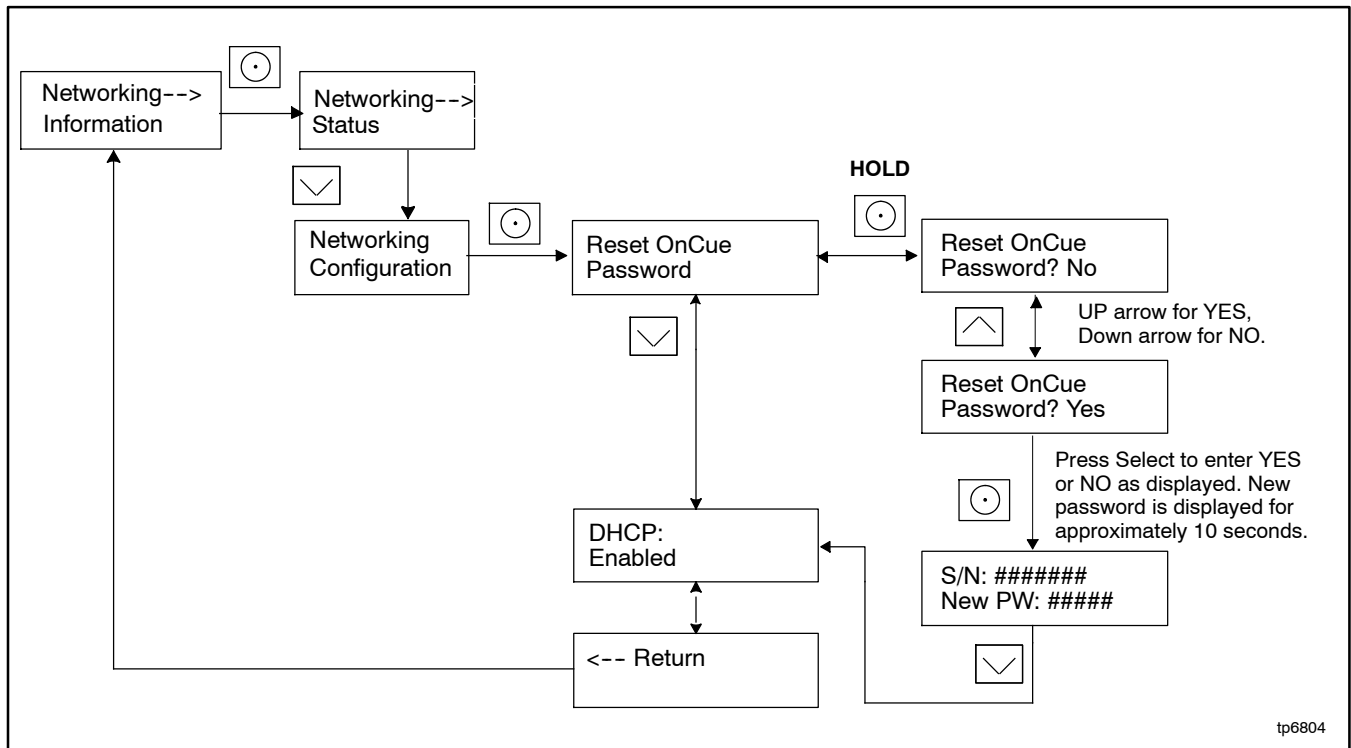 Networking-->
Information
Networking-->
Status
Networking
Configuration
Reset OnCue
Password
HOLD
Reset OnCue
Password? No
UP arrow for YES,
Down arrow for NO.
Reset OnCue
Password? Yes
Press Select to enter YES
or NO as displayed. New
password is displayed for
approximately 10 seconds.
S/N: #######
New PW: #####
DHCP:
Enabled
<-- Return
tp6804